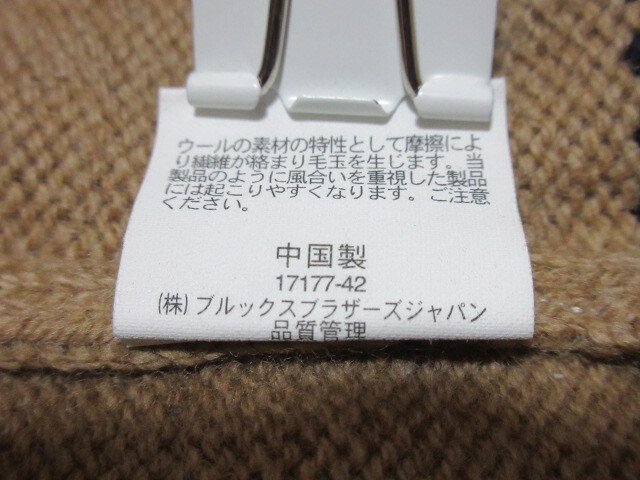 ウールの素材の特性として摩擦によ
り繊維が絡まり毛玉を生じます。当
製品のように風合いを重視した製品
には起こりやすくなります。ご注意
ください。
中国製
17177-42
(株)ブルックスブラザーズジャパン
品質管理